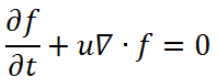 ∂f/∂t + u∇ · f = 0